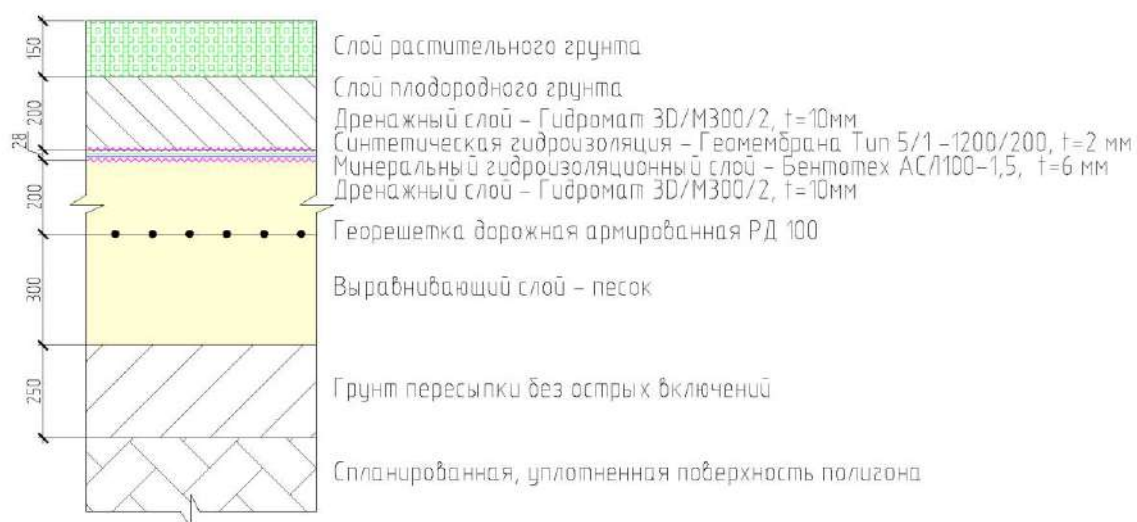 150
Слой растительного грунта
200
Слой плодородного грунта
Дренажный слой – Гидромат 3D/М300/2, t=10мм
28
Синтетическая гидроизоляция – Геомембрана Тип 5/1 -1200/200, t=2 мм
Минеральный гидроизоляционный слой – Бентотех АСЛ100-1,5, t=6 мм
Дренажный слой – Гидромат 3D/М300/2, t=10мм
200
Георешетка дорожная армированная РД 100
300
Выравнивающий слой – песок
250
Грунт пересыпки без острых включений
Спланированная, уплотненная поверхность полигона